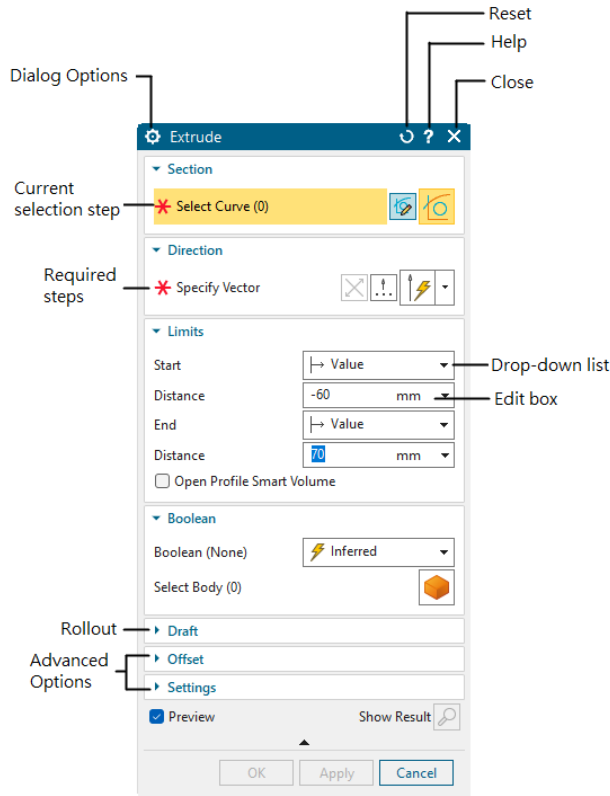 Reset
Help
Dialog Options
Close
Extrude ?
Section
Current
selection step
Select Curve (0)
Direction
Required
steps
Specify Vector
Limits
Start Value
Drop-down list
Distance -60 mm
Edit box
End Value
Distance 70 mm
Open Profile Smart Volume
Boolean
Boolean (None) Inferred
Select Body (0)
Rollout
Draft
Advanced
Options
Offset
Settings
Preview Show Result
OK Apply Cancel